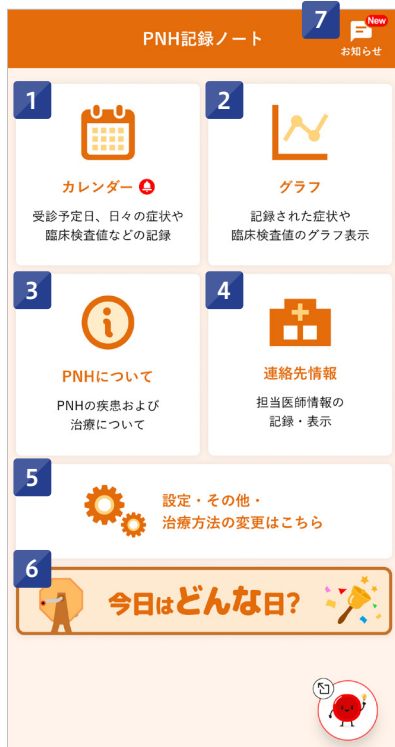 PNH記録ノート
7
New
お知らせ
1
カレンダー
受診予定日、日々の症状や
臨床検査値などの記録
2
グラフ
記録された症状や
臨床検査値のグラフ表示
3
PNHについて
PNHの疾患および
治療について
4
連絡先情報
担当医師情報の
記録・表示
5
設定・その他・
治療方法の変更はこちら
6
今日はどんな日?